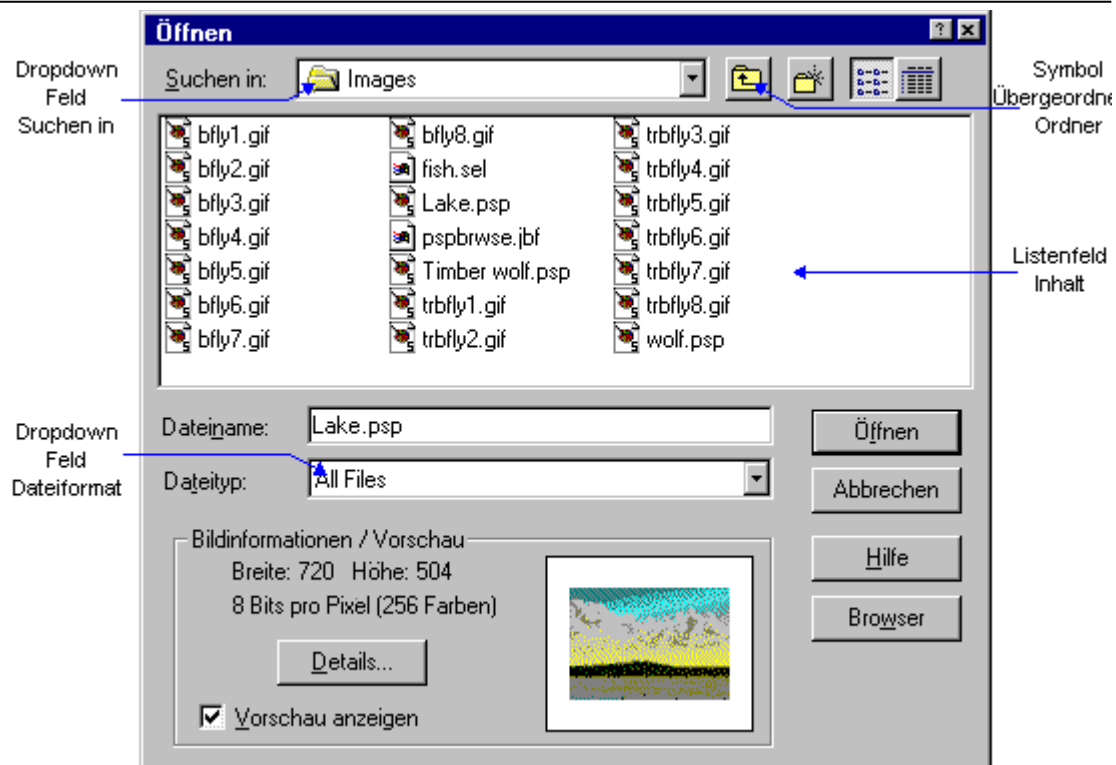 Öffnen
Dropdown
Feld
Suchen in
Suchen in:
Images
Symbol
Übergeordne
Ordner
bfly1.gif
bfly2.gif
bfly3.gif
bfly4.gif
bfly5.gif
bfly6.gif
bfly7.gif
bfly8.gif
fish.sel
Lake.psp
pspbrwse.jbf
Timber wolf.psp
trbfly1.gif
trbfly2.gif
trbfly3.gif
trbfly4.gif
trbfly5.gif
trbfly6.gif
trbfly7.gif
trbfly8.gif
wolf.psp
Listenfeld
Inhalt
Dropdown
Feld
Dateiformat
Dateiname:
Lake.psp
Öffnen
Dateityp:
All Files
Abbrechen
Bildinformationen / Vorschau
Breite: 720 Höhe: 504
8 Bits pro Pixel (256 Farben)
Details...
Vorschau anzeigen
Hilfe
Browser